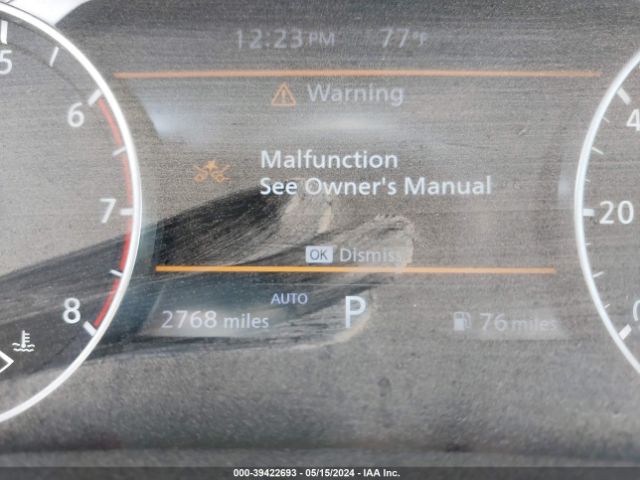 12:23 PM 77°F
Warning
Malfunction
See Owner's Manual
OK Dismiss
AUTO
2768 miles P 76 miles
5
6
7
8
4
20
000-39422693 - 05/15/2024 - IAA Inc.